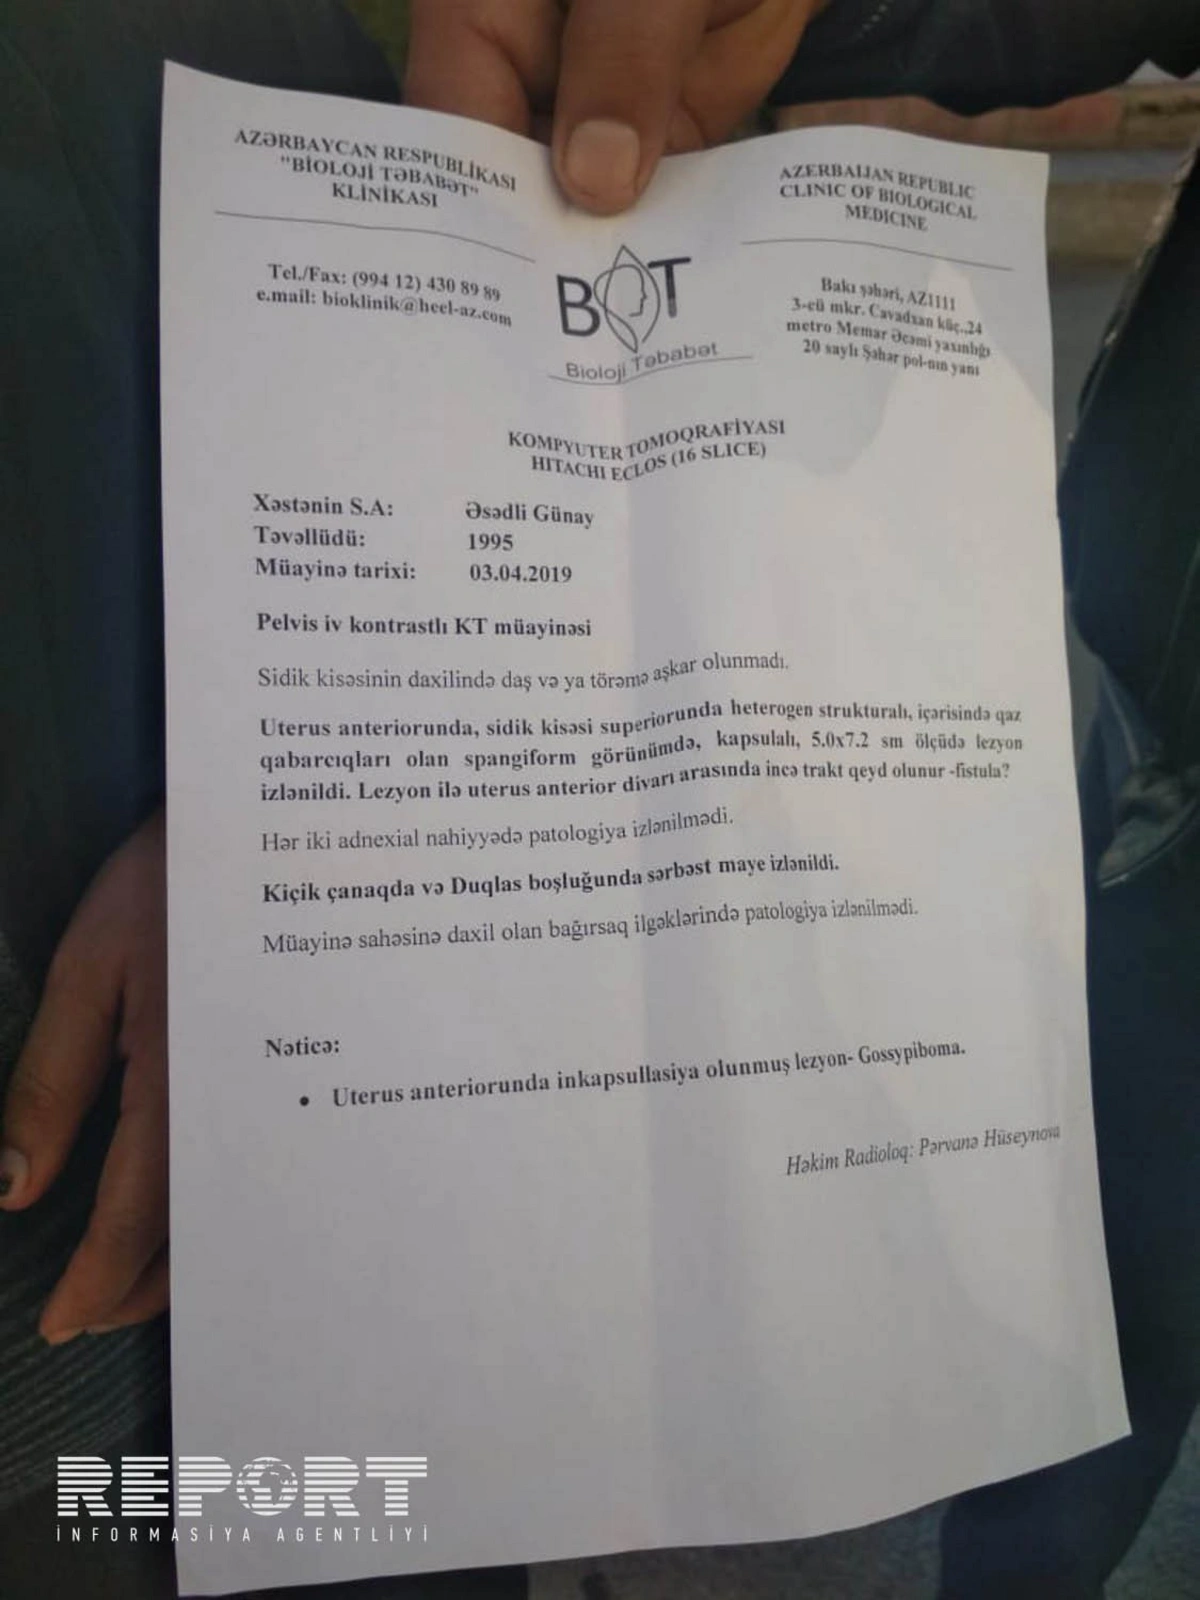 AZƏRBAYCAN RESPUBLİKASI
"BİOLOJİ TƏBABƏT"
KLİNİKASI
AZERBAIJAN REPUBLIC
CLINIC OF BIOLOGICAL
MEDICINE
Tel./Fax: (994 12) 430 89 89
e.mail: bioklinik@heel-az.com
BOT
Bioloji Təbabət
Bakı şəhəri, AZ1111
3-cü mkr. Cavadxan küç.,24
metro Memar Əcəmi yaxınlığı
20 saylı Şəhər pol-nın yanı
KOMPYUTER TOMOQRAFİYASI
HITACHI ECLOS (16 SLICE)
Xəstənin S.A: Əsədli Günay
Təvəllüdü: 1995
Müayinə tarixi: 03.04.2019
Pelvis iv kontrastlı KT müayinəsi
Sidik kisəsinin daxilində daş və ya törəmə aşkar olunmadı.
Uterus anteriorunda, sidik kisəsi superiorunda heterogen strukturalı, içərisində qaz
qabarcıqları olan spangiform görünümdə, kapsulalı, 5.0x7.2 sm ölçüdə lezyon
izlənildi. Lezyon ilə uterus anterior divarı arasında incə trakt qeyd olunur -fistula?
Hər iki adnexial nahiyyədə patologiya izlənilmədi.
Kiçik çanaqda və Duqlas boşluğunda sərbəst maye izlənildi.
Müayinə sahəsinə daxil olan bağırsaq ilgəklərində patologiya izlənilmədi.
Nəticə:
• Uterus anteriorunda inkapsullasiya olunmuş lezyon- Gossypiboma.
Həkim Radioloq: Pərvanə Hüseynova
REPORT
İNFORMASİYA AGENTLİYİ